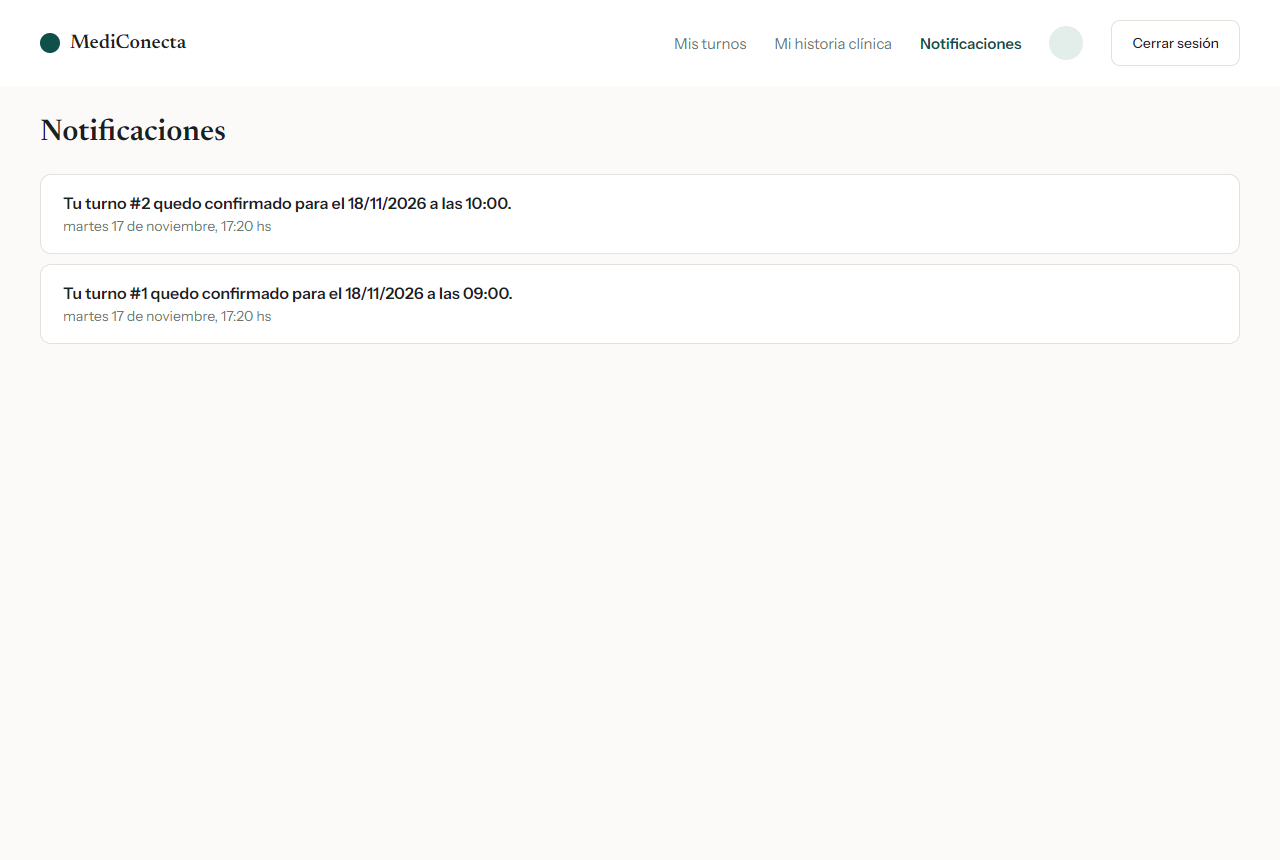 MediConecta
Mis turnos
Mi historia clínica
Notificaciones
Cerrar sesión
Notificaciones
Tu turno #2 quedo confirmado para el 18/11/2026 a las 10:00.
martes 17 de noviembre, 17:20 hs
Tu turno #1 quedo confirmado para el 18/11/2026 a las 09:00.
martes 17 de noviembre, 17:20 hs